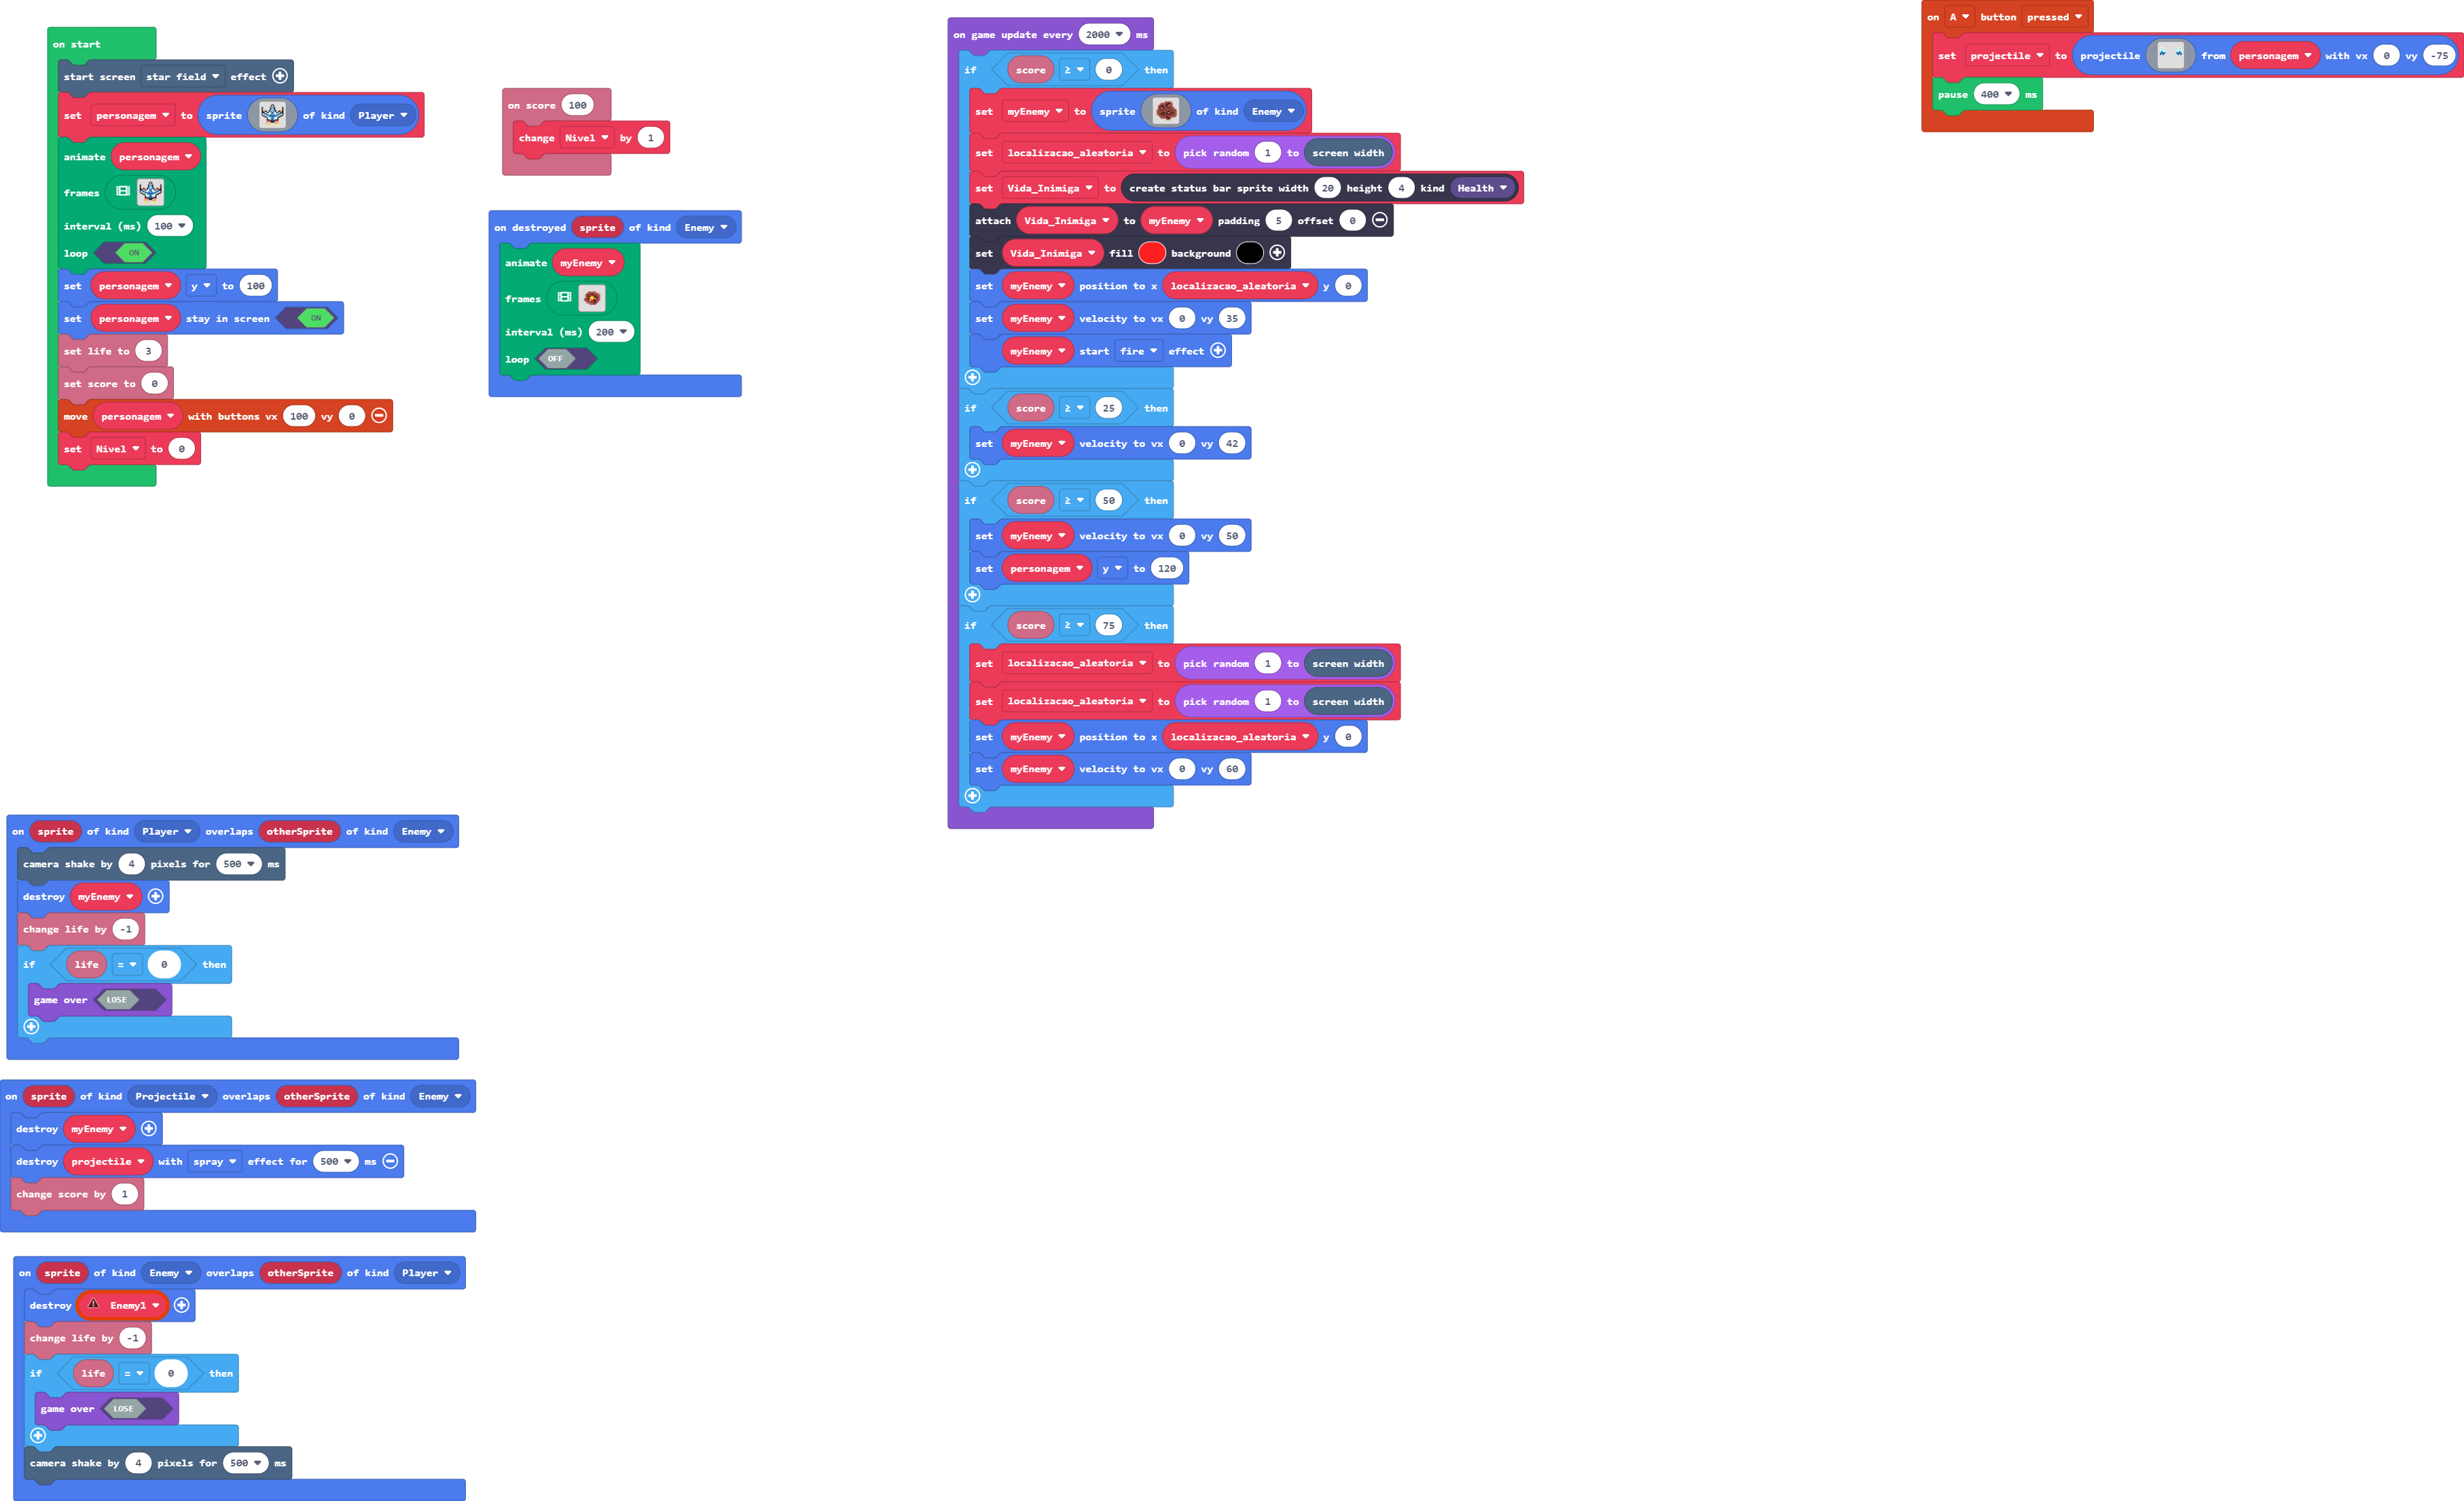 on start
start screen star field effect
set personagem to sprite of kind Player
animate personagem
frames
interval (ms) 100
loop ON
set personagem y to 100
set personagem stay in screen ON
set life to 3
set score to 0
move personagem with buttons vx 100 vy 0
set Nivel to 0
on score 100
change Nivel by 1
on destroyed sprite of kind Enemy
animate myEnemy
frames
interval (ms) 200
loop OFF
on game update every 2000 ms
if score ≥ 0 then
set myEnemy to sprite of kind Enemy
set localizacao_aleatoria to pick random 1 to screen width
set Vida_Inimiga to create status bar sprite width 20 height 4 kind Health
attach Vida_Inimiga to myEnemy padding 5 offset 0
set Vida_Inimiga fill background
set myEnemy position to x localizacao_aleatoria y 0
set myEnemy velocity to vx 0 vy 35
myEnemy start fire effect
if score ≥ 25 then
set myEnemy velocity to vx 0 vy 42
if score ≥ 50 then
set myEnemy velocity to vx 0 vy 50
set personagem y to 120
if score ≥ 75 then
set localizacao_aleatoria to pick random 1 to screen width
set localizacao_aleatoria to pick random 1 to screen width
set myEnemy position to x localizacao_aleatoria y 0
set myEnemy velocity to vx 0 vy 60
on A button pressed
set projectile to projectile from personagem with vx 0 vy -75
pause 400 ms
on sprite of kind Player overlaps otherSprite of kind Enemy
camera shake by 4 pixels for 500 ms
destroy myEnemy
change life by -1
if life = 0 then
game over LOSE
on sprite of kind Projectile overlaps otherSprite of kind Enemy
destroy myEnemy
destroy projectile with spray effect for 500 ms
change score by 1
on sprite of kind Enemy overlaps otherSprite of kind Player
destroy Enemy1
change life by -1
if life = 0 then
game over LOSE
camera shake by 4 pixels for 500 ms